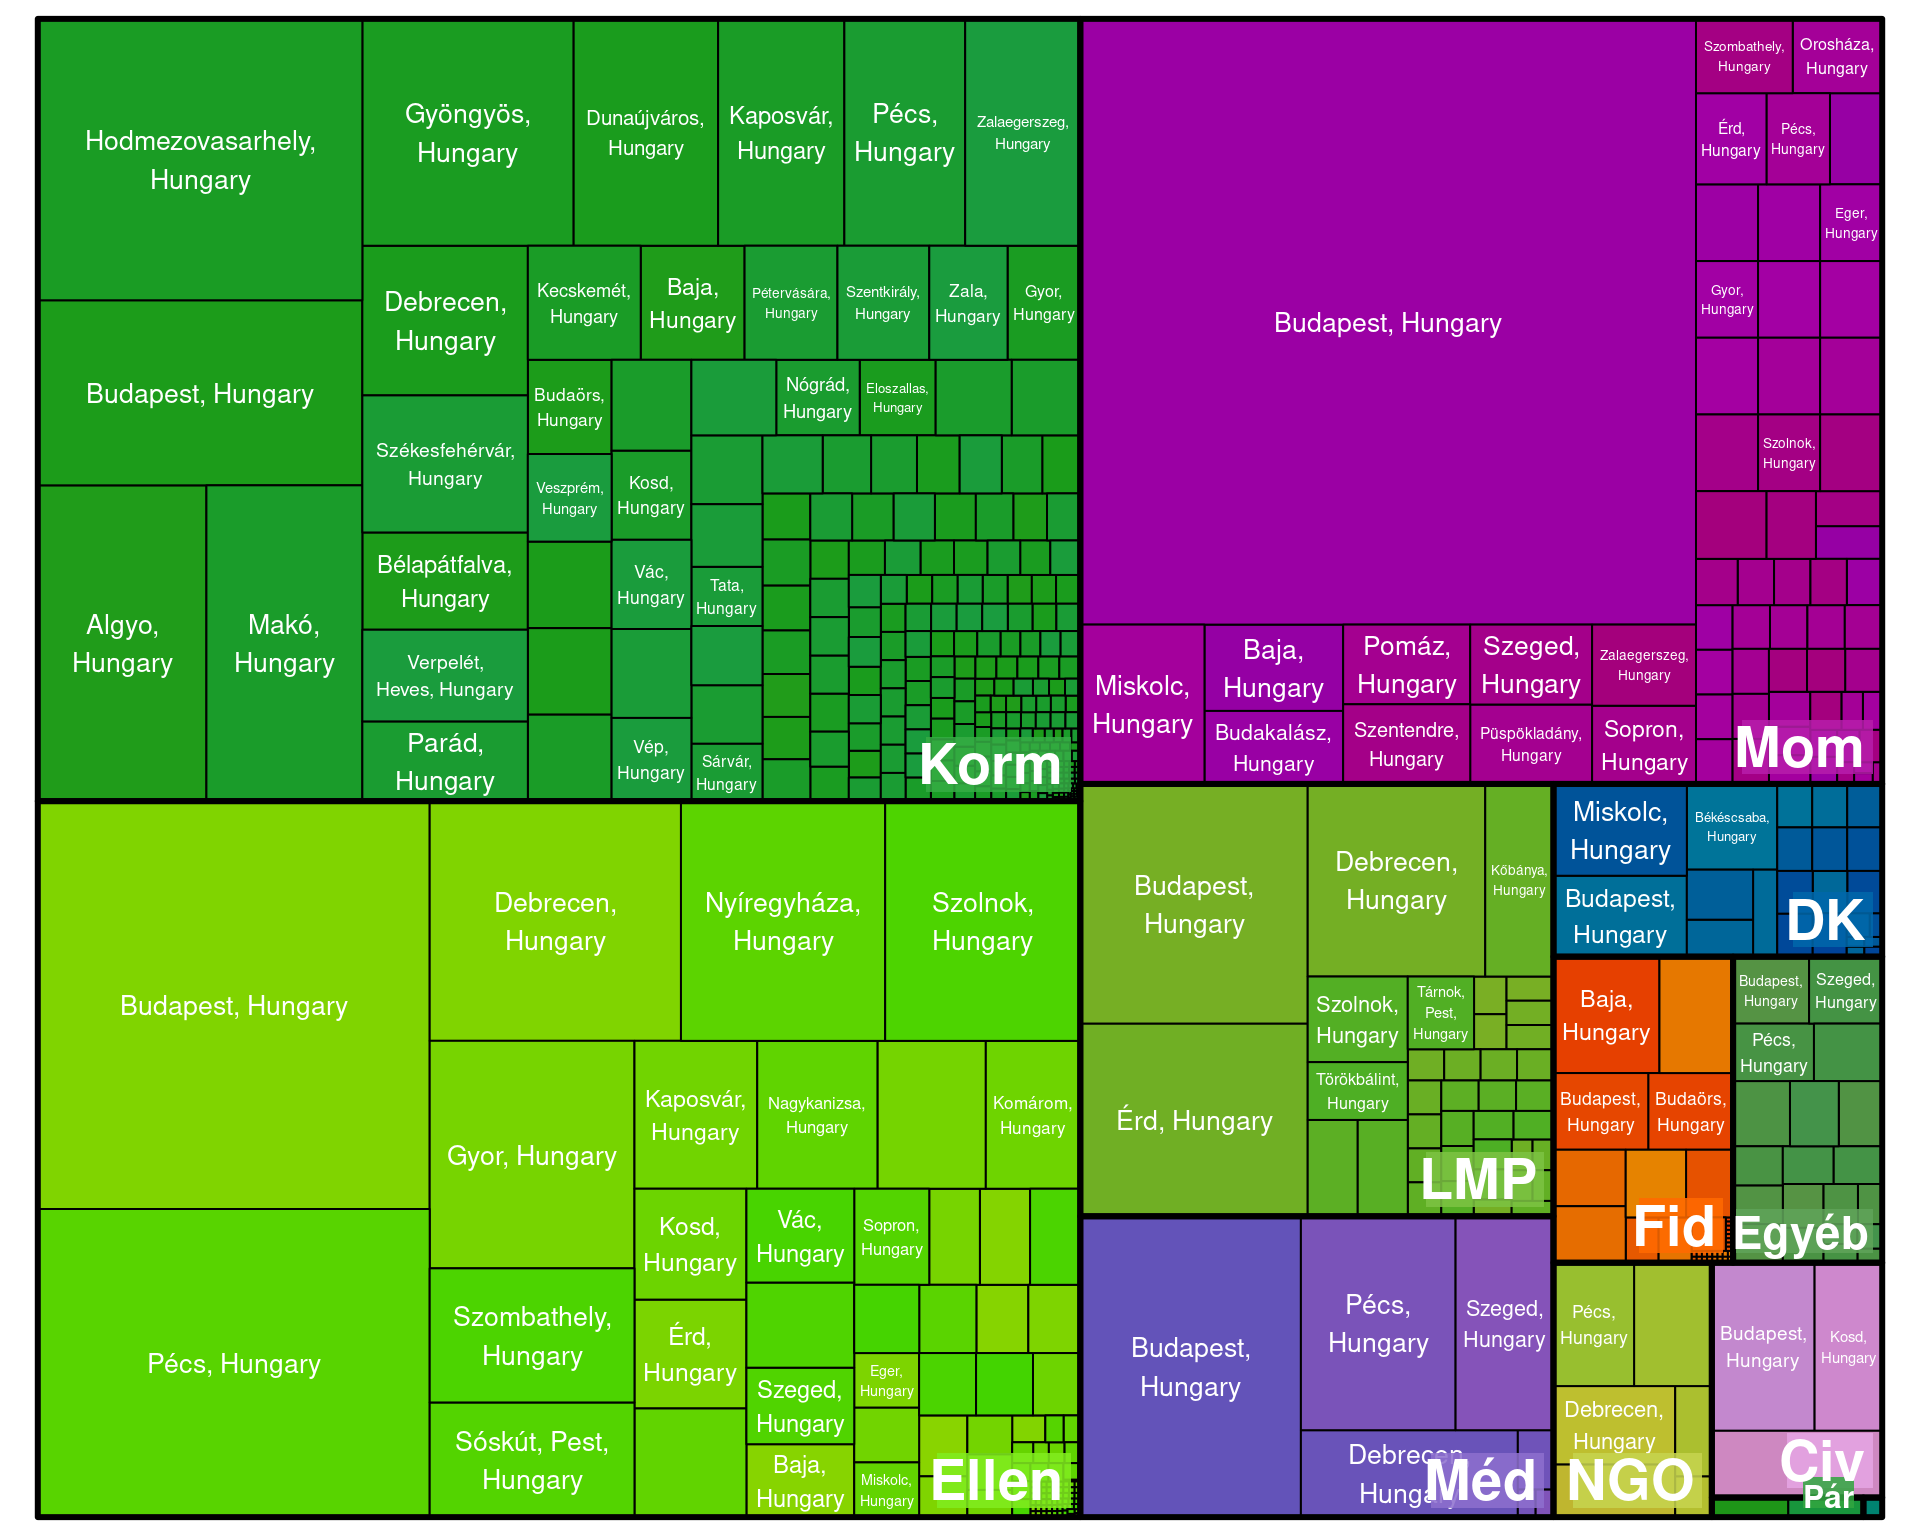 Hodmezovasarhely,
Hungary
Budapest, Hungary
Algyo,
Hungary
Makó,
Hungary
Gyöngyös,
Hungary
Dunaújváros,
Hungary
Kaposvár,
Hungary
Pécs,
Hungary
Zalaegerszeg,
Hungary
Debrecen,
Hungary
Székesfehérvár,
Hungary
Bélapátfalva,
Hungary
Verpelét,
Heves, Hungary
Parád,
Hungary
Kecskemét,
Hungary
Baja,
Hungary
Pétervására,
Hungary
Szentkirály,
Hungary
Zala,
Hungary
Gyor,
Hungary
Budaörs,
Hungary
Veszprém,
Hungary
Kosd,
Hungary
Vác,
Hungary
Vép,
Hungary
Nógrád,
Hungary
Eloszallas,
Hungary
Tata,
Hungary
Sárvár,
Hungary
Korm
Budapest, Hungary
Szombathely,
Hungary
Orosháza,
Hungary
Érd,
Hungary
Pécs,
Hungary
Eger,
Hungary
Gyor,
Hungary
Szolnok,
Hungary
Miskolc,
Hungary
Baja,
Hungary
Budakalász,
Hungary
Pomáz,
Hungary
Szentendre,
Hungary
Szeged,
Hungary
Püspökladány,
Hungary
Zalaegerszeg,
Hungary
Sopron,
Hungary
Mom
Budapest, Hungary
Pécs, Hungary
Debrecen,
Hungary
Nyíregyháza,
Hungary
Szolnok,
Hungary
Gyor, Hungary
Szombathely,
Hungary
Sóskút, Pest,
Hungary
Kaposvár,
Hungary
Nagykanizsa,
Hungary
Komárom,
Hungary
Kosd,
Hungary
Érd,
Hungary
Vác,
Hungary
Szeged,
Hungary
Baja,
Hungary
Sopron,
Hungary
Eger,
Hungary
Miskolc,
Hungary
Ellen
Budapest,
Hungary
Érd, Hungary
Debrecen,
Hungary
Kőbánya,
Hungary
Szolnok,
Hungary
Törökbálint,
Hungary
Tárnok,
Pest,
Hungary
LMP
Budapest,
Hungary
Pécs,
Hungary
Szeged,
Hungary
Debrecen,
Hungary
Méd
Miskolc,
Hungary
Budapest,
Hungary
Békéscsaba,
Hungary
DK
Baja,
Hungary
Budapest,
Hungary
Budaörs,
Hungary
Fid
Budapest,
Hungary
Szeged,
Hungary
Pécs,
Hungary
Egyéb
Pécs,
Hungary
Debrecen,
Hungary
NGO
Budapest,
Hungary
Kosd,
Hungary
Civ
Pár